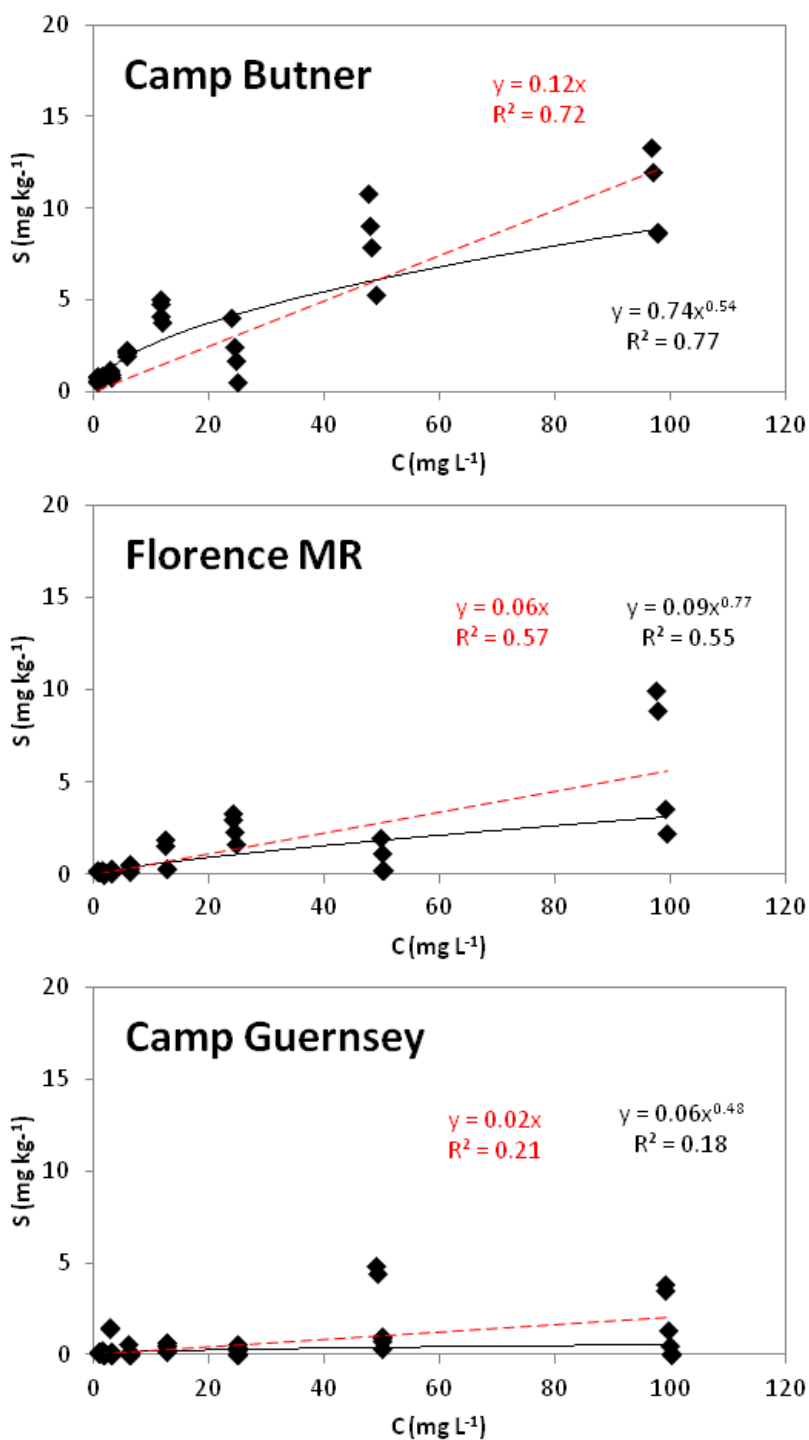 Camp Butner
y = 0.12x
R² = 0.72
y = 0.74x^0.54
R² = 0.77
20
15
10
5
0
S (mg kg⁻¹)
0 20 40 60 80 100 120
C (mg L⁻¹)
Florence MR
y = 0.06x
R² = 0.57
y = 0.09x^0.77
R² = 0.55
20
15
10
5
0
S (mg kg⁻¹)
0 20 40 60 80 100 120
C (mg L⁻¹)
Camp Guernsey
y = 0.02x
R² = 0.21
y = 0.06x^0.48
R² = 0.18
20
15
10
5
0
S (mg kg⁻¹)
0 20 40 60 80 100 120
C (mg L⁻¹)